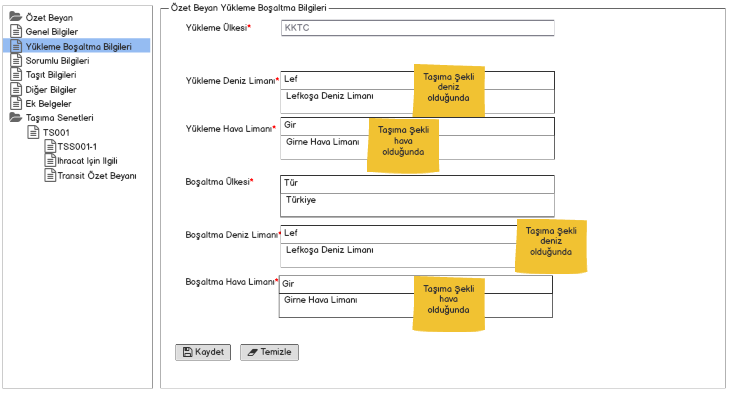 Özet Beyan
Genel Bilgiler
Yükleme Boşaltma Bilgileri
Sorumlu Bilgileri
Taşıt Bilgileri
Diğer Bilgiler
Ek Belgeler
Taşıma Senetleri
TS001
TSS001-1
İhracat İçin İlgili
Transit Özet Beyanı
Özet Beyan Yükleme Boşaltma Bilgileri
Yükleme Ülkesi*
KKTC
Yükleme Deniz Limanı*
Lef
Lefkoşa Deniz Limanı
Taşıma Şekli
deniz
olduğunda
Yükleme Hava Limanı*
Gir
Girne Hava Limanı
Taşıma Şekli
hava
olduğunda
Boşaltma Ülkesi*
Tür
Türkiye
Boşaltma Deniz Limanı*
Lef
Lefkoşa Deniz Limanı
Taşıma Şekli
deniz
olduğunda
Boşaltma Hava Limanı*
Gir
Girne Hava Limanı
Taşıma Şekli
hava
olduğunda
Kaydet
Temizle